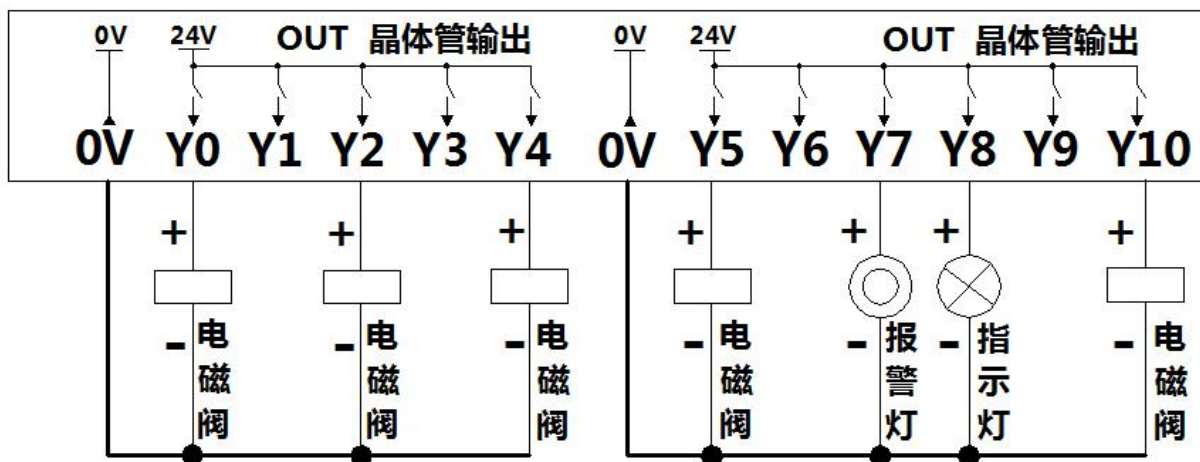 0V 24V OUT 晶体管输出 0V 24V OUT 晶体管输出
0V Y0 Y1 Y2 Y3 Y4 0V Y5 Y6 Y7 Y8 Y9 Y10
+ + + + + + +
- - - - - - -
电磁阀 电磁阀 电磁阀 电磁阀 报警灯 指示灯 电磁阀